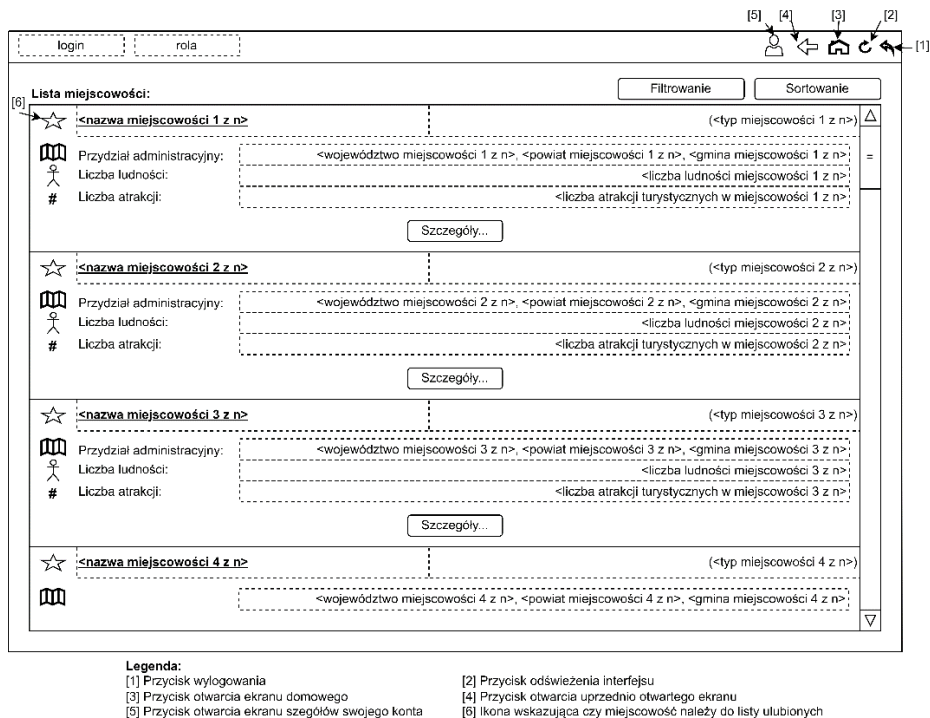 [5] [4] [3] [2]
login rola [1]
Lista miejscowości: Filtrowanie Sortowanie
[6]
<nazwa miejscowości 1 z n> (<typ miejscowości 1 z n>)
Przydział administracyjny: <województwo miejscowości 1 z n>, <powiat miejscowości 1 z n>, <gmina miejscowości 1 z n>
Liczba ludności: <liczba ludności miejscowości 1 z n>
# Liczba atrakcji: <liczba atrakcji turystycznych w miejscowości 1 z n>
Szczegóły...
<nazwa miejscowości 2 z n> (<typ miejscowości 2 z n>)
Przydział administracyjny: <województwo miejscowości 2 z n>, <powiat miejscowości 2 z n>, <gmina miejscowości 2 z n>
Liczba ludności: <liczba ludności miejscowości 2 z n>
# Liczba atrakcji: <liczba atrakcji turystycznych w miejscowości 2 z n>
Szczegóły...
<nazwa miejscowości 3 z n> (<typ miejscowości 3 z n>)
Przydział administracyjny: <województwo miejscowości 3 z n>, <powiat miejscowości 3 z n>, <gmina miejscowości 3 z n>
Liczba ludności: <liczba ludności miejscowości 3 z n>
# Liczba atrakcji: <liczba atrakcji turystycznych w miejscowości 3 z n>
Szczegóły...
<nazwa miejscowości 4 z n> (<typ miejscowości 4 z n>)
<województwo miejscowości 4 z n>, <powiat miejscowości 4 z n>, <gmina miejscowości 4 z n>
Legenda:
[1] Przycisk wylogowania [2] Przycisk odświeżenia interfejsu
[3] Przycisk otwarcia ekranu domowego [4] Przycisk otwarcia uprzednio otwartego ekranu
[5] Przycisk otwarcia ekranu szegółów swojego konta [6] Ikona wskazująca czy miejscowość należy do listy ulubionych